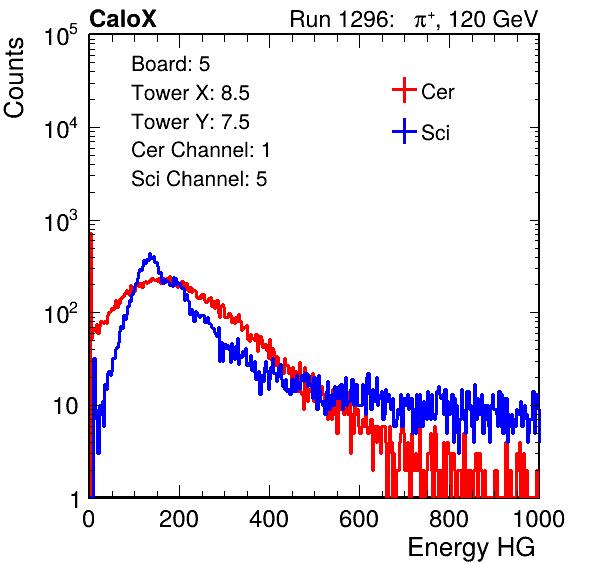 CaloX Run 1296: π⁺, 120 GeV
Counts
10⁵
10⁴
10³
10²
10
1
Board: 5
Tower X: 8.5
Tower Y: 7.5
Cer Channel: 1
Sci Channel: 5
Cer
Sci
0 200 400 600 800 1000
Energy HG